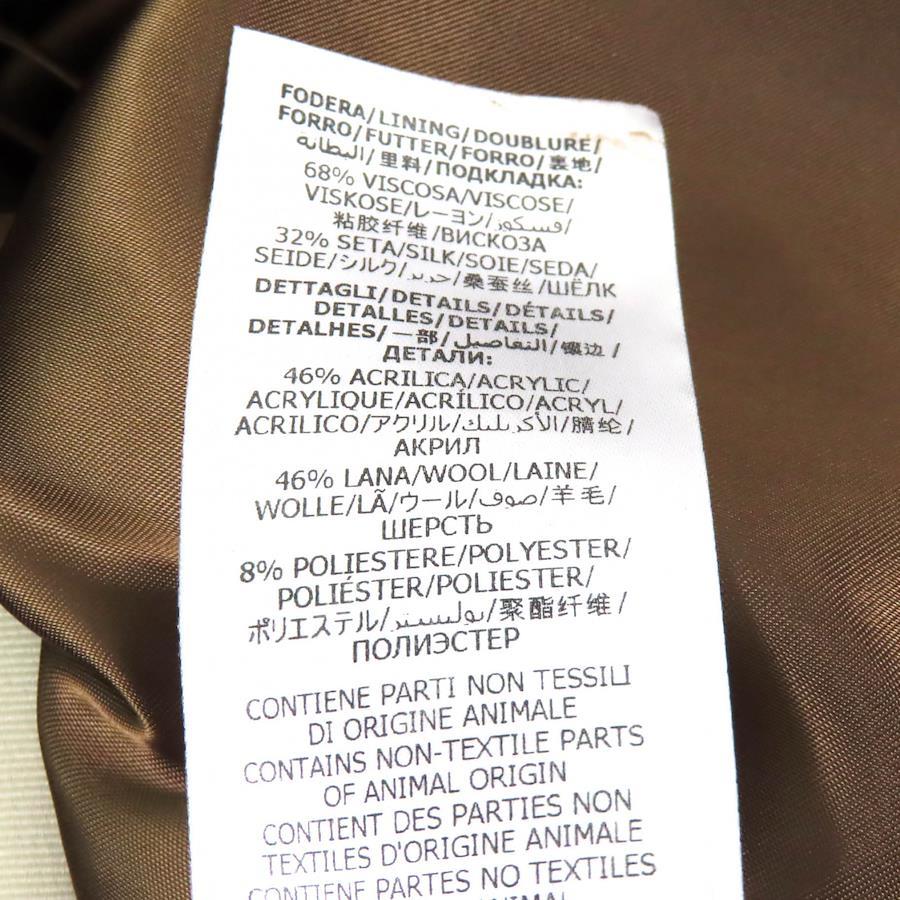 FODERA/LINING/DOUBLURE/
FORRO/FUTTER/FORRO/裏地/
البطانة/里料/ПОДКЛАДКА:
68% VISCOSA/VISCOSE/
VISKOSE/レーヨン/فسكوز/
粘胶纤维/ВИСКОЗА
32% SETA/SILK/SOIE/SEDA/
SEIDE/シルク/حرير/桑蚕丝/ШЁЛК
DETTAGLI/DETAILS/DÉTAILS/
DETALLES/DETAILS/
DETALHES/一部/التفاصيل/镶边/
ДЕТАЛИ:
46% ACRILICA/ACRYLIC/
ACRYLIQUE/ACRÍLICO/ACRYL/
ACRILICO/アクリル/الأكريليك/腈纶/
АКРИЛ
46% LANA/WOOL/LAINE/
WOLLE/LÃ/ウール/صوف/羊毛/
ШЕРСТЬ
8% POLIESTERE/POLYESTER/
POLIÉSTER/POLIESTER/
ポリエステル/بوليستر/聚酯纤维/
ПОЛИЭСТЕР
CONTIENE PARTI NON TESSILI
DI ORIGINE ANIMALE
CONTAINS NON-TEXTILE PARTS
OF ANIMAL ORIGIN
CONTIENT DES PARTIES NON
TEXTILES D'ORIGINE ANIMALE
CONTIENE PARTES NO TEXTILES